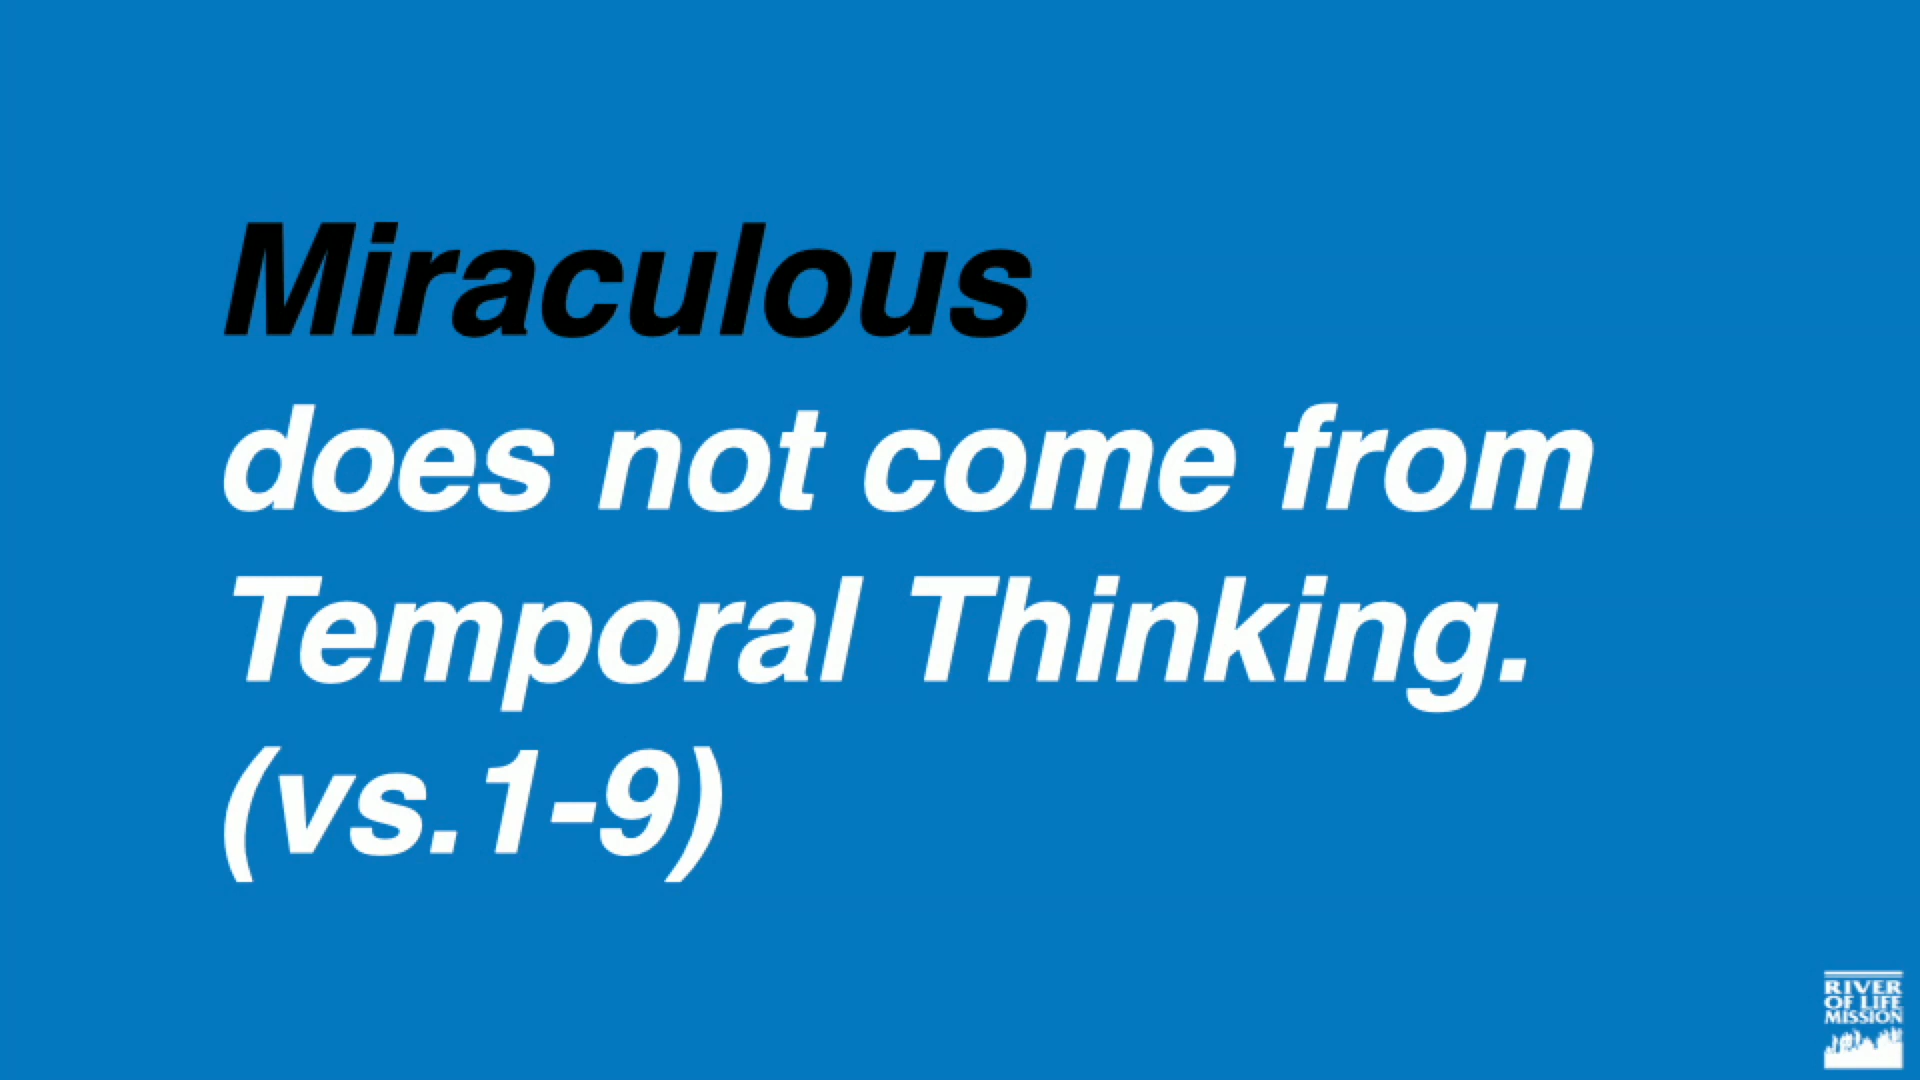 Miraculous
does not come from
Temporal Thinking.
(vs.1-9)
RIVER
OF LIFE
MISSION